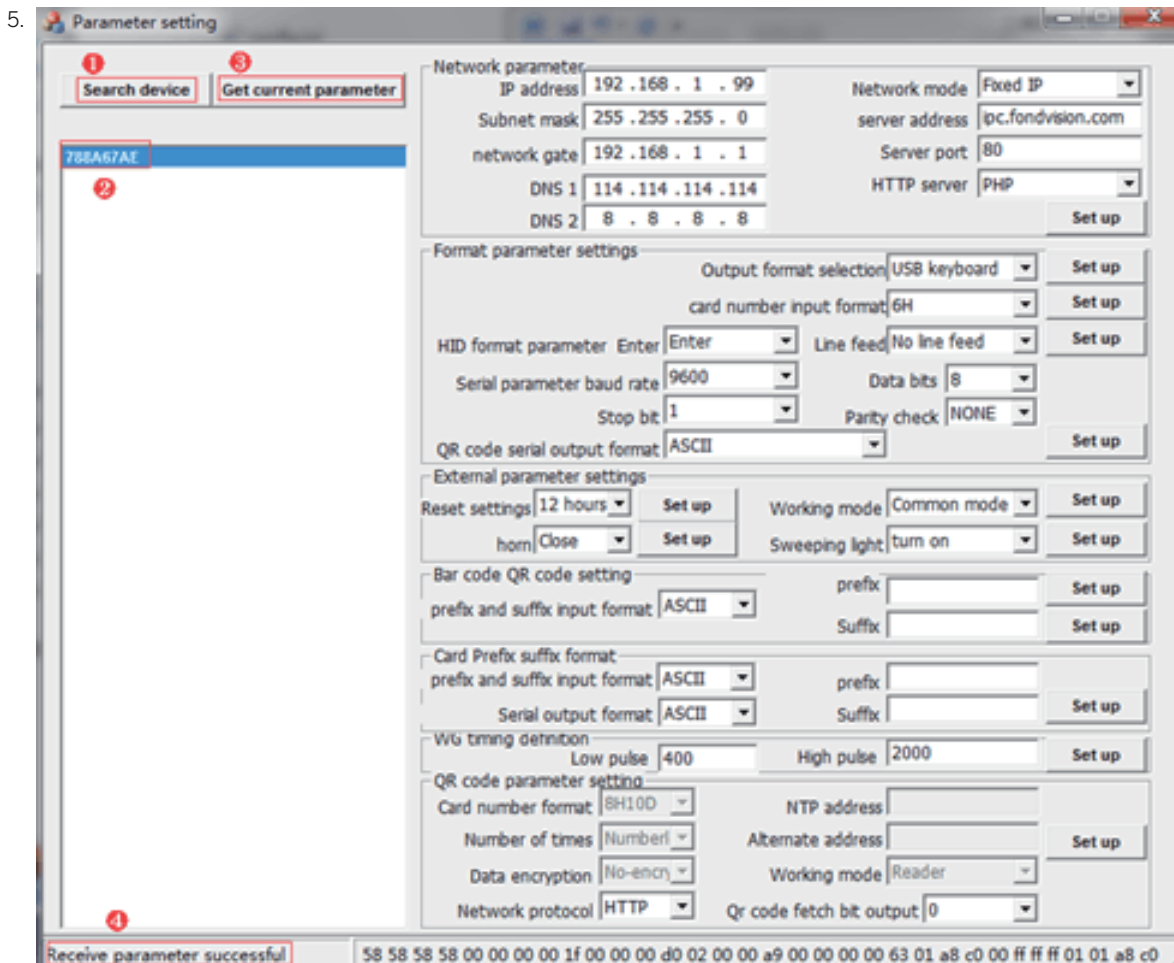 5.
Parameter setting
1 3
Search device Get current parameter
788A67AE
2
Network parameter
IP address 192 .168 . 1 . 99 Network mode Fixed IP
Subnet mask 255 .255 .255 . 0 server address ipc.fondvision.com
network gate 192 .168 . 1 . 1 Server port 80
DNS 1 114 .114 .114 .114 HTTP server PHP
DNS 2 8 . 8 . 8 . 8 Set up
Format parameter settings
Output format selection USB keyboard Set up
card number input format 6H Set up
HID format parameter Enter Enter Line feed No line feed Set up
Serial parameter baud rate 9600 Data bits 8
Stop bit 1 Parity check NONE
QR code serial output format ASCII Set up
External parameter settings
Reset settings 12 hours Set up Working mode Common mode Set up
horn Close Set up Sweeping light turn on Set up
Bar code QR code setting
prefix and suffix input format ASCII prefix Set up
Suffix Set up
Card Prefix suffix format
prefix and suffix input format ASCII prefix
Serial output format ASCII Suffix Set up
WG timing definition
Low pulse 400 High pulse 2000 Set up
QR code parameter setting
Card number format 8H10D NTP address
Number of times Numberl Alternate address Set up
Data encryption No-encry Working mode Reader
Network protocol HTTP Qr code fetch bit output 0
4
Receive parameter successful 58 58 58 58 00 00 00 00 1f 00 00 00 d0 02 00 00 a9 00 00 00 00 63 01 a8 c0 00 ff ff ff 01 01 a8 c0